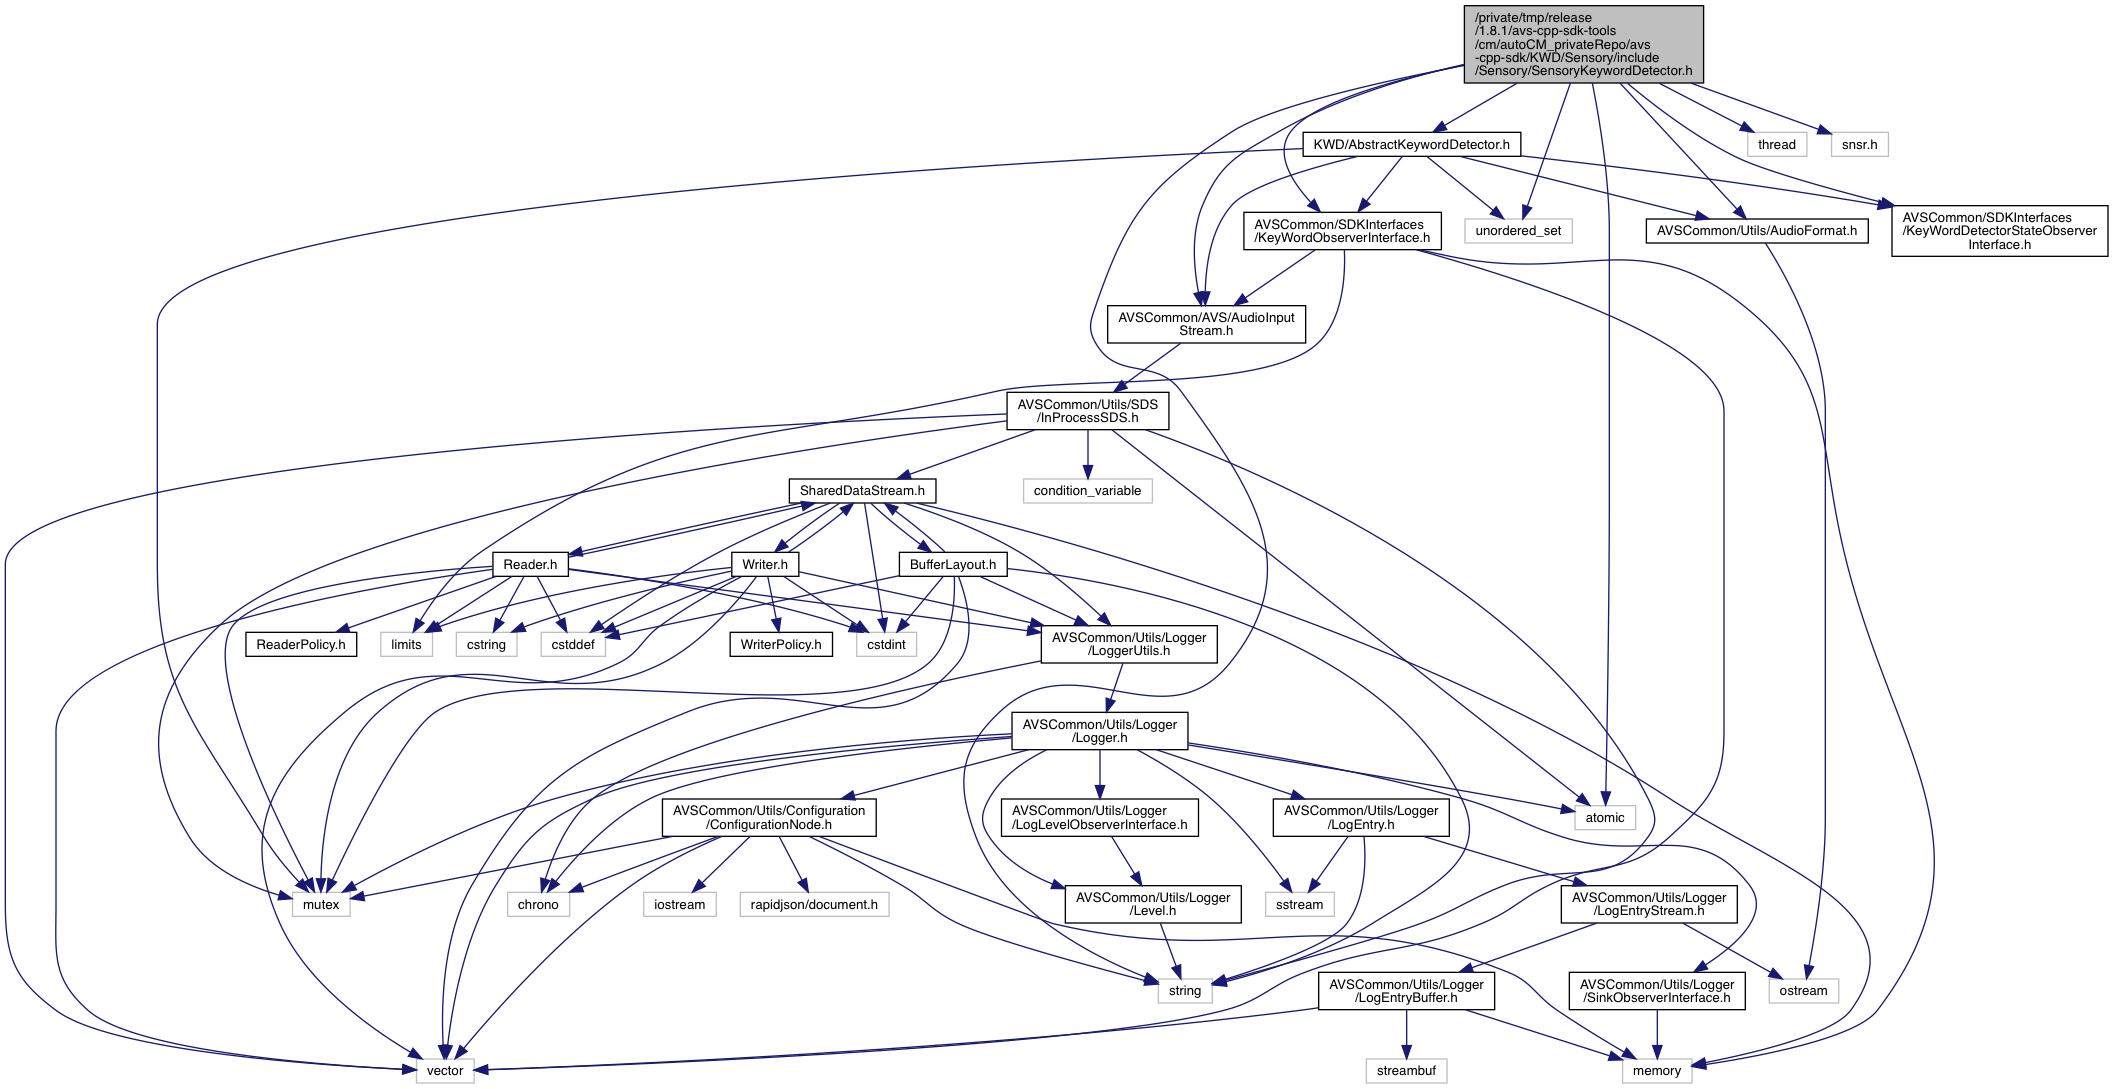 /private/tmp/release
/1.8.1/avs-cpp-sdk-tools
/cm/autoCM_privateRepo/avs
-cpp-sdk/KWD/Sensory/include
/Sensory/SensoryKeywordDetector.h
KWD/AbstractKeywordDetector.h
thread
snsr.h
AVSCommon/SDKInterfaces
/KeyWordObserverInterface.h
unordered_set
AVSCommon/Utils/AudioFormat.h
AVSCommon/SDKInterfaces
/KeyWordDetectorStateObserver
Interface.h
AVSCommon/AVS/AudioInput
Stream.h
AVSCommon/Utils/SDS
/InProcessSDS.h
SharedDataStream.h
condition_variable
Reader.h
Writer.h
BufferLayout.h
ReaderPolicy.h
limits
cstring
cstddef
WriterPolicy.h
cstdint
AVSCommon/Utils/Logger
/LoggerUtils.h
AVSCommon/Utils/Logger
/Logger.h
AVSCommon/Utils/Configuration
/ConfigurationNode.h
AVSCommon/Utils/Logger
/LogLevelObserverInterface.h
AVSCommon/Utils/Logger
/LogEntry.h
atomic
mutex
chrono
iostream
rapidjson/document.h
AVSCommon/Utils/Logger
/Level.h
sstream
AVSCommon/Utils/Logger
/LogEntryStream.h
string
AVSCommon/Utils/Logger
/LogEntryBuffer.h
AVSCommon/Utils/Logger
/SinkObserverInterface.h
ostream
vector
streambuf
memory